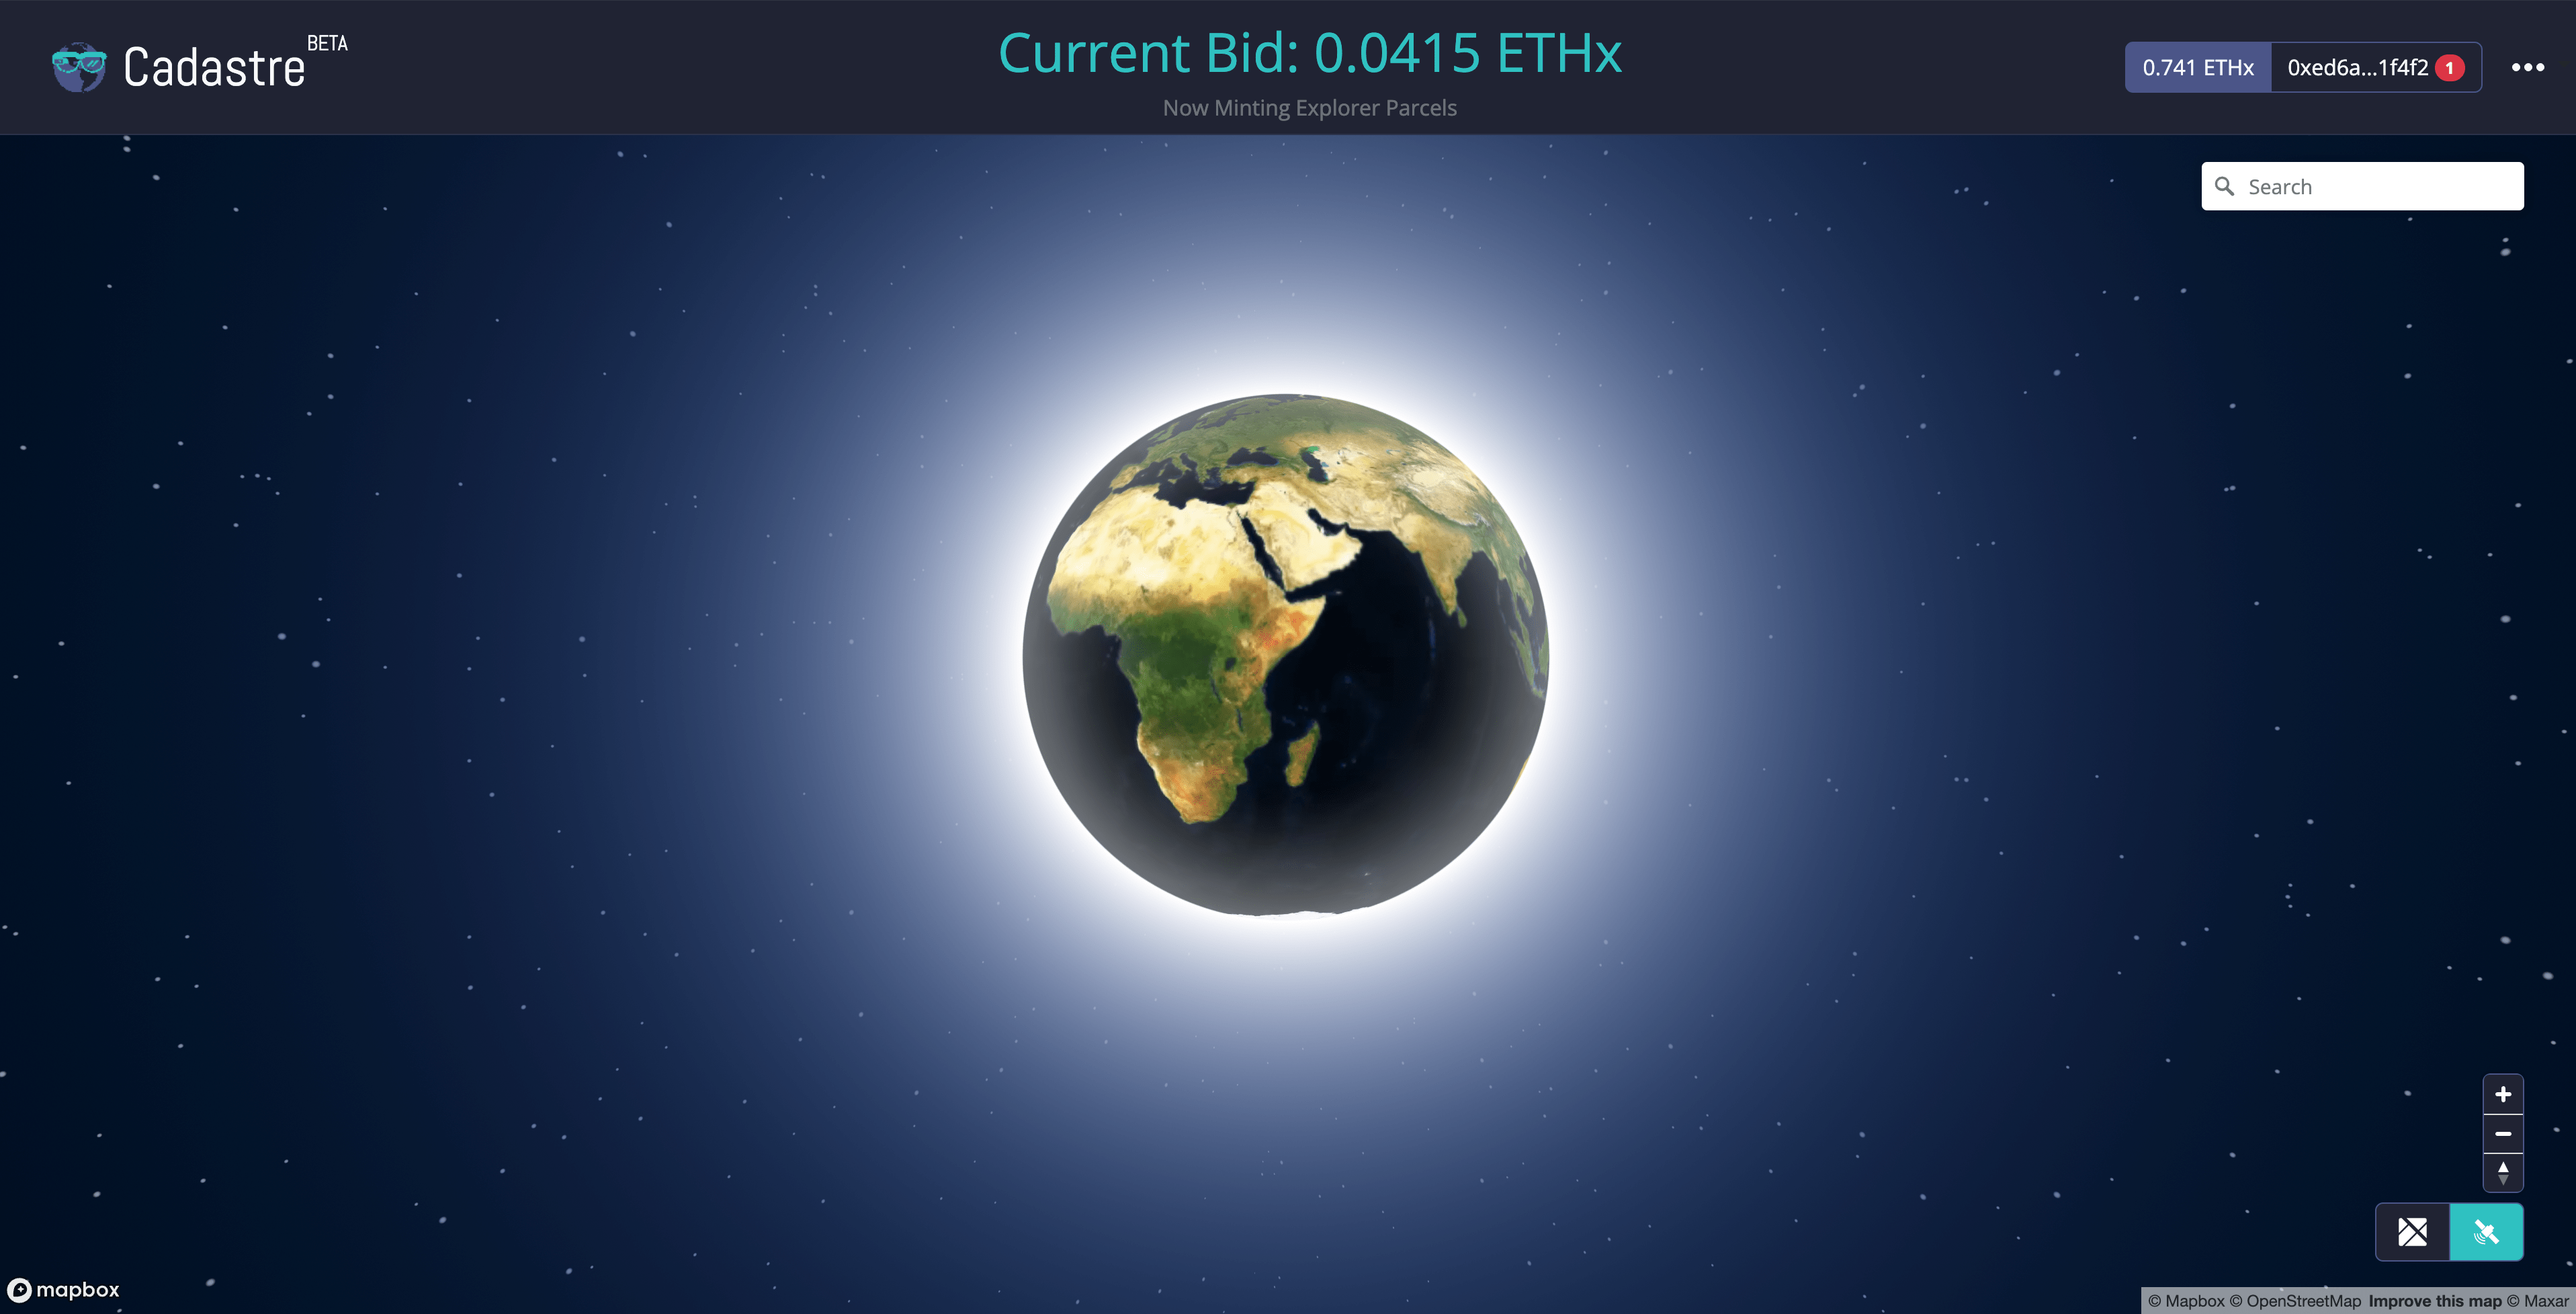 Cadastre BETA
Current Bid: 0.0415 ETHx
Now Minting Explorer Parcels
0.741 ETHx
0xed6a...1f4f2 1
Search
mapbox
© Mapbox © OpenStreetMap Improve this map © Maxar